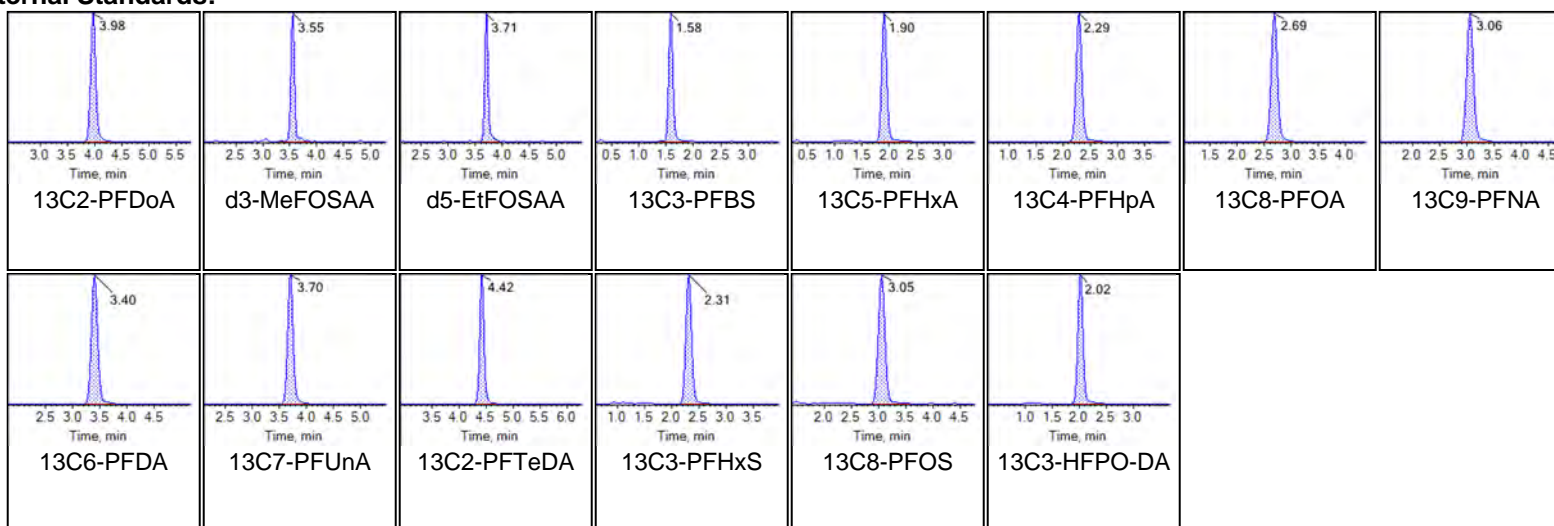 ternal Standards:
3.98 3.55 3.71 1.58 1.90 2.29 2.69 3.06
3.0 3.5 4.0 4.5 5.0 5.5 2.5 3.0 3.5 4.0 4.5 5.0 2.5 3.0 3.5 4.0 4.5 5.0 0.5 1.0 1.5 2.0 2.5 3.0 0.5 1.0 1.5 2.0 2.5 3.0 1.0 1.5 2.0 2.5 3.0 3.5 1.5 2.0 2.5 3.0 3.5 4.0 2.0 2.5 3.0 3.5 4.0 4.5
Time, min Time, min Time, min Time, min Time, min Time, min Time, min Time, min
13C2-PFDoA d3-MeFOSAA d5-EtFOSAA 13C3-PFBS 13C5-PFHxA 13C4-PFHpA 13C8-PFOA 13C9-PFNA
3.40 3.70 4.42 2.31 3.05 2.02
2.5 3.0 3.5 4.0 4.5 2.5 3.0 3.5 4.0 4.5 5.0 3.5 4.0 4.5 5.0 5.5 6.0 1.0 1.5 2.0 2.5 3.0 3.5 2.0 2.5 3.0 3.5 4.0 4.5 1.0 1.5 2.0 2.5 3.0
Time, min Time, min Time, min Time, min Time, min Time, min
13C6-PFDA 13C7-PFUnA 13C2-PFTeDA 13C3-PFHxS 13C8-PFOS 13C3-HFPO-DA